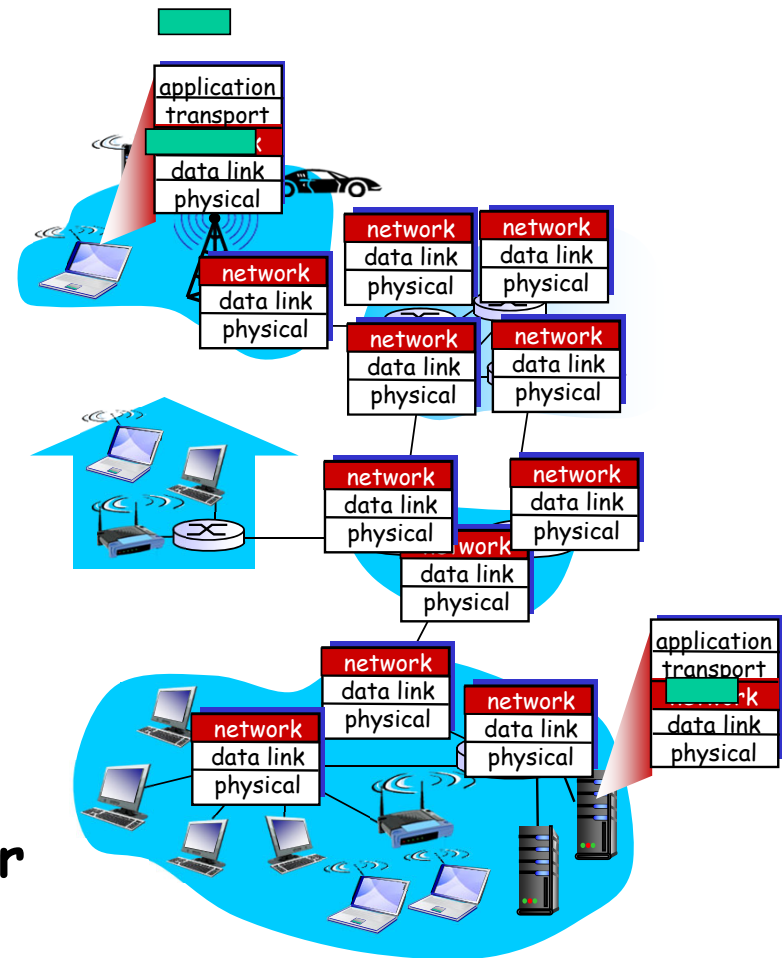 application
transport
data link
physical
network
data link
physical
network
data link
physical
network
data link
physical
network
data link
physical
network
data link
physical
network
data link
physical
network
data link
physical
network
data link
physical
application
transport
data link
physical
network
data link
physical
network
data link
physical
network
data link
physical
r